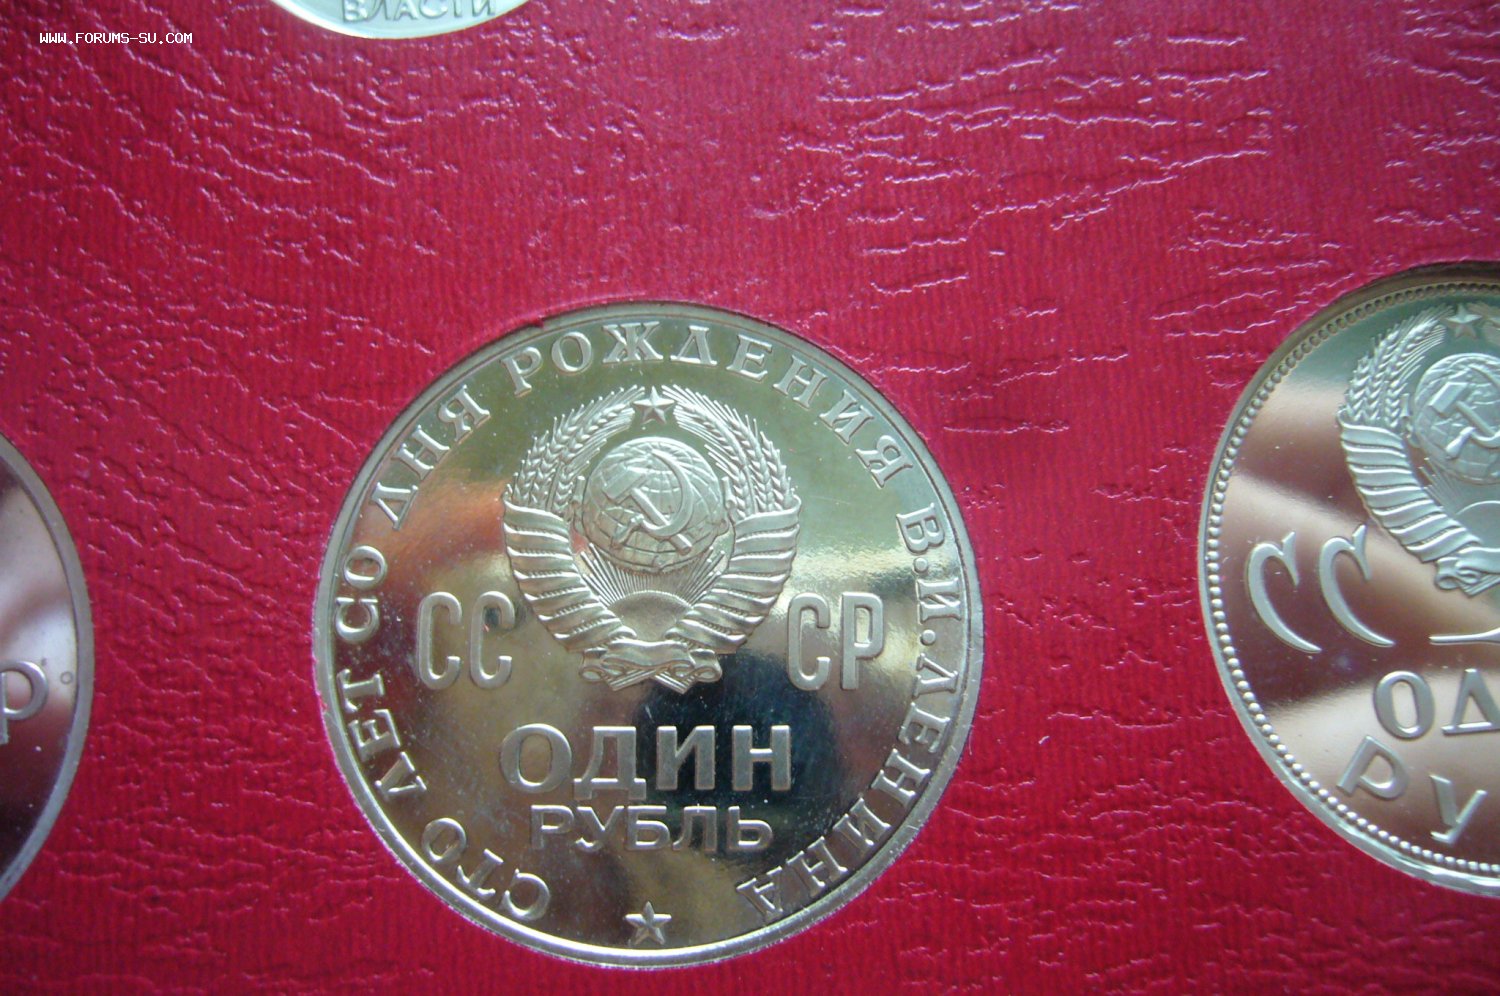 ВЛАСТИ
WWW.FORUMS-SU.COM
СТО ЛЕТ СО ДНЯ РОЖДЕНИЯ В.И.ЛЕНИНА
СС СР
ОДИН
РУБЛЬ
Р
СС
ОД
РУ